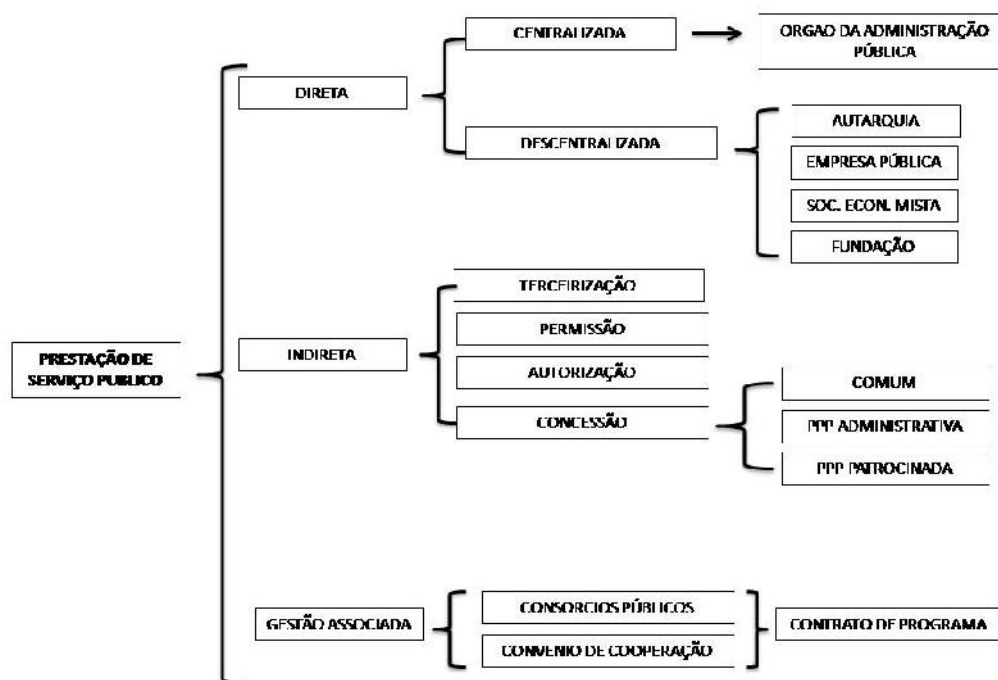 CENTRALIZADA
ORGAO DA ADMINISTRAÇÃO
PÚBLICA
DIRETA
DESCENTRALIZADA
AUTARQUIA
EMPRESA PÚBLICA
SOC. ECON. MISTA
FUNDAÇÃO
PRESTAÇÃO DE
SERVIÇO PUBLICO
INDIRETA
TERCEIRIZAÇÃO
PERMISSÃO
AUTORIZAÇÃO
CONCESSÃO
COMUM
PPP ADMINISTRATIVA
PPP PATROCINADA
GESTÃO ASSOCIADA
CONSORCIOS PÚBLICOS
CONVENIO DE COOPERAÇÃO
CONTRATO DE PROGRAMA